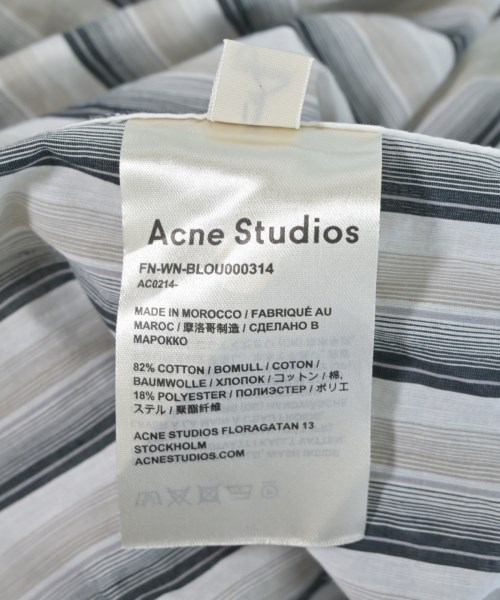 Acne Studios
FN-WN-BLOU000314
AC0214-
MADE IN MOROCCO / FABRIQUÉ AU
MAROC / 摩洛哥制造 / СДЕЛАНО В
МАРОККО
82% COTTON / BOMULL / COTON /
BAUMWOLLE / ХЛОПОК / コットン / 棉,
18% POLYESTER / ПОЛИЭСТЕР / ポリエ
ステル / 聚酯纤维
ACNE STUDIOS FLORAGATAN 13
STOCKHOLM
ACNESTUDIOS.COM